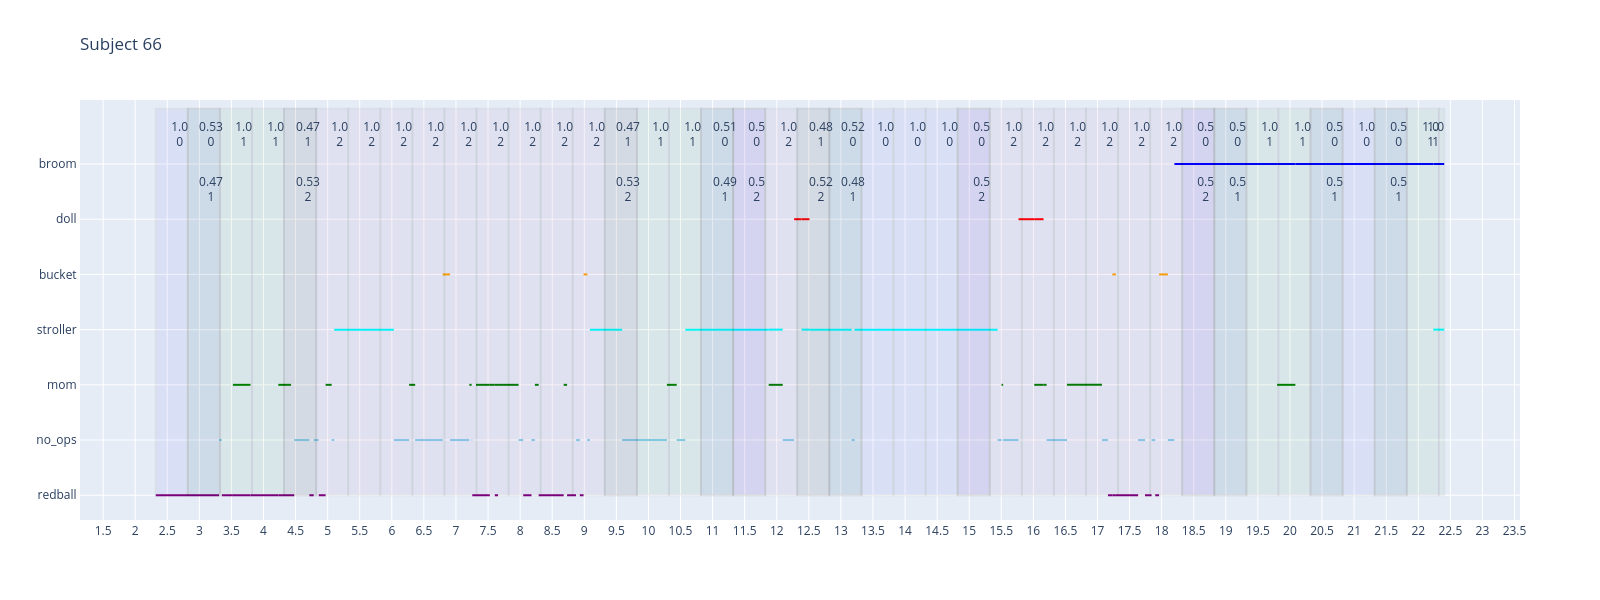 Subject 66
1.0 0.53 1.0 1.0 0.47 1.0 1.0 1.0 1.0 1.0 1.0 1.0 1.0 1.0 0.47 1.0 1.0 0.51 0.5 1.0 0.48 0.52 1.0 1.0 1.0 0.5 1.0 1.0 1.0 1.0 1.0 1.0 0.5 0.5 1.0 1.0 0.5 1.0 0.5 1.0 1.0
0 0 1 1 1 2 2 2 2 2 2 2 2 2 1 1 1 0 0 2 1 0 0 0 0 0 2 2 2 2 2 2 0 0 1 1 0 0 0 1 1
broom
0.47 0.53 0.53 0.49 0.5 0.52 0.48 0.5 0.5 0.5 0.5 0.5
1 2 2 1 2 2 1 2 2 1 1 1
doll
bucket
stroller
mom
no_ops
redball
1.5 2 2.5 3 3.5 4 4.5 5 5.5 6 6.5 7 7.5 8 8.5 9 9.5 10 10.5 11 11.5 12 12.5 13 13.5 14 14.5 15 15.5 16 16.5 17 17.5 18 18.5 19 19.5 20 20.5 21 21.5 22 22.5 23 23.5